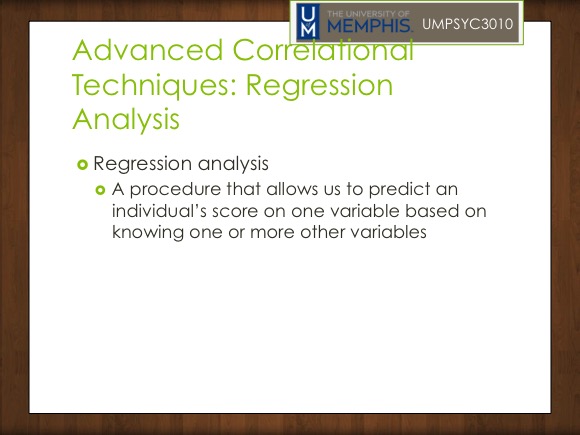 THE UNIVERSITY OF
MEMPHIS.
UM
UMPSYC3010
Advanced Correlational
Techniques: Regression
Analysis
Regression analysis
A procedure that allows us to predict an
individual’s score on one variable based on
knowing one or more other variables